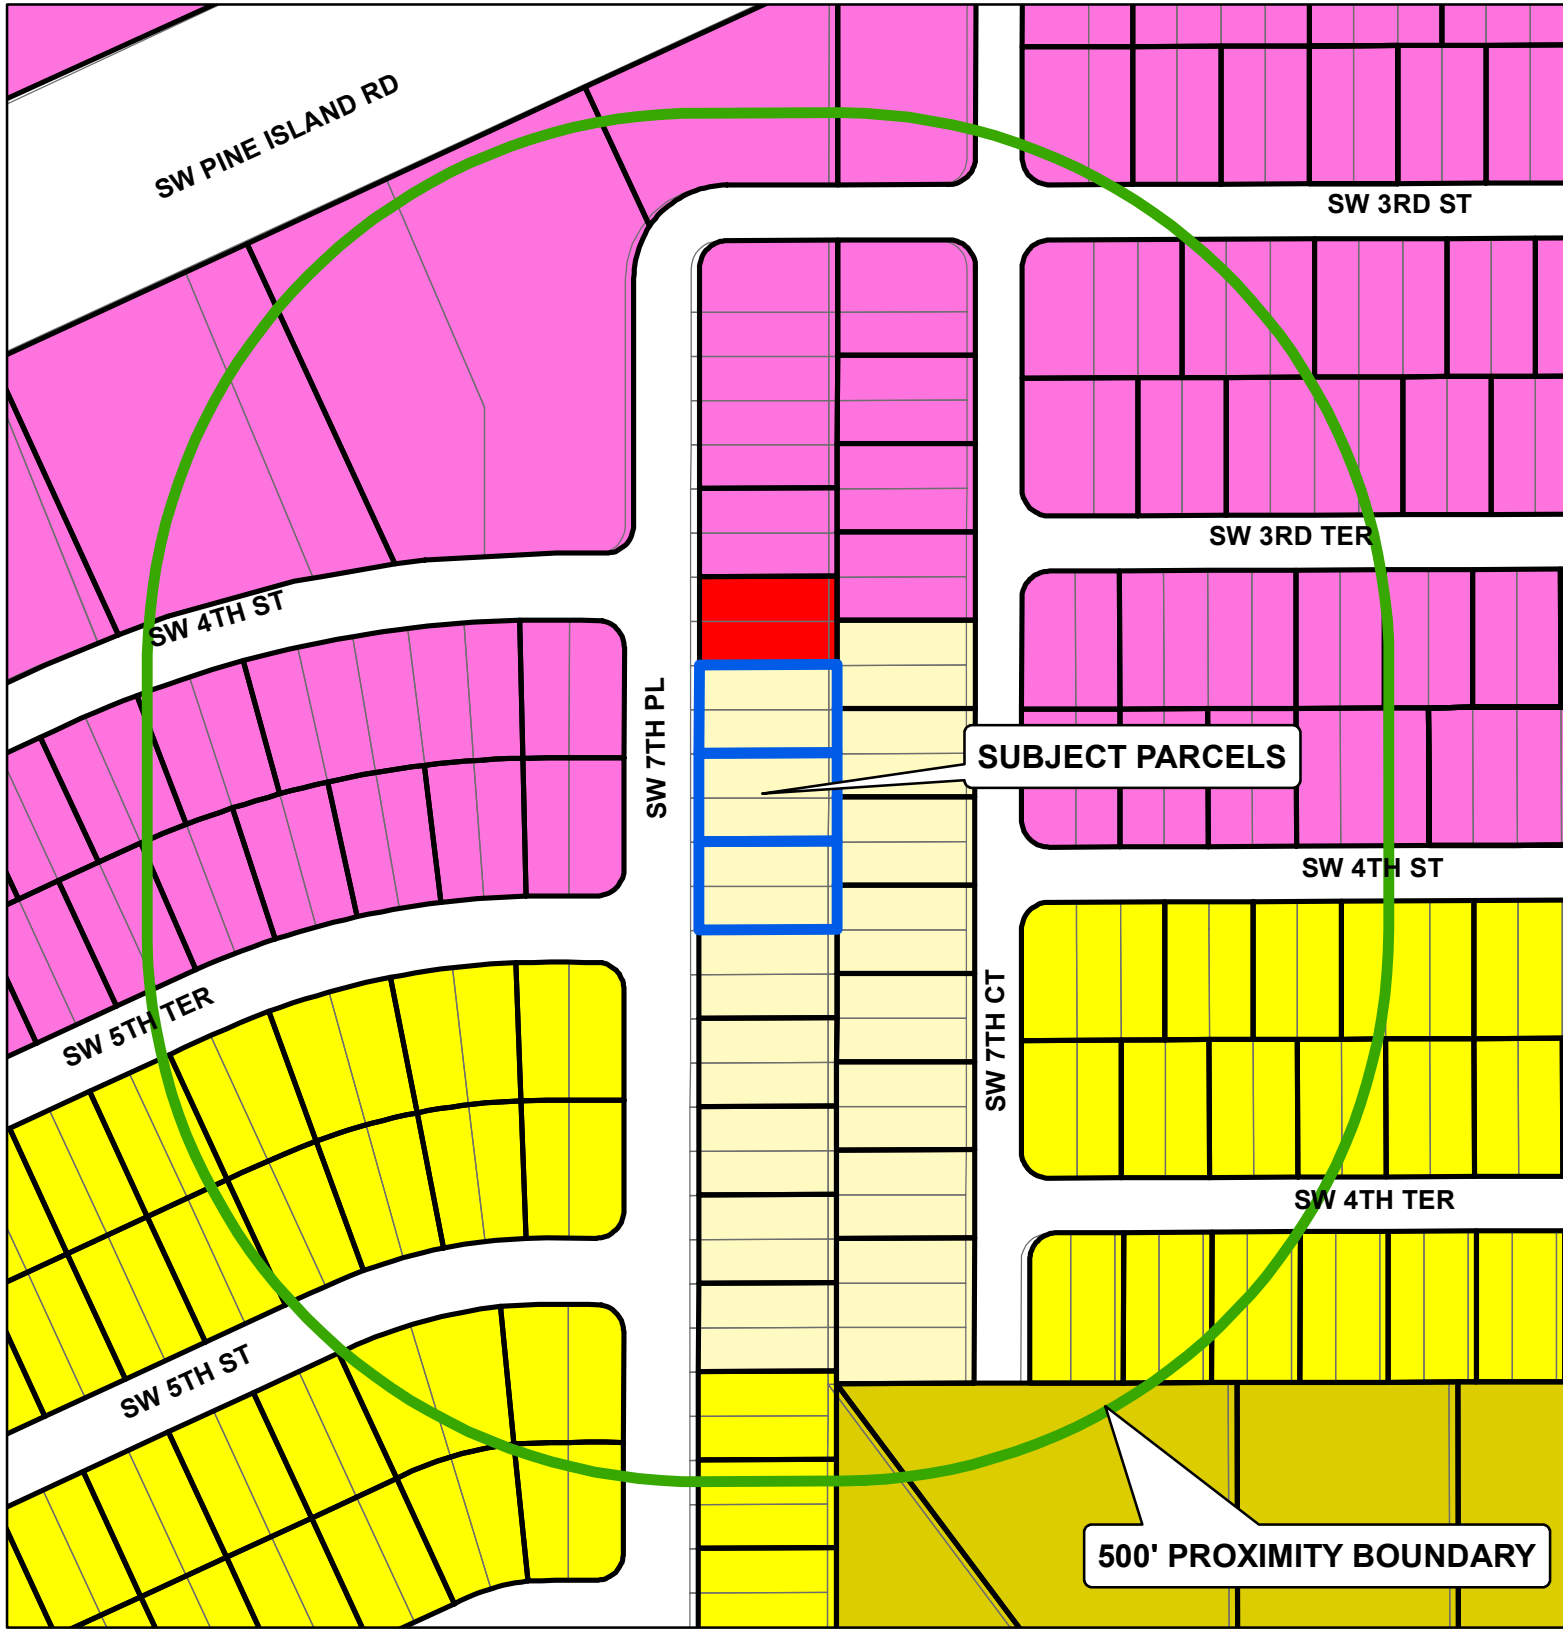 SW PINE ISLAND RD
SW 3RD ST
SW 3RD TER
SW 4TH ST
SW 7TH PL
SUBJECT PARCELS
SW 4TH ST
SW 5TH TER
SW 7TH CT
SW 4TH TER
SW 5TH ST
500' PROXIMITY BOUNDARY